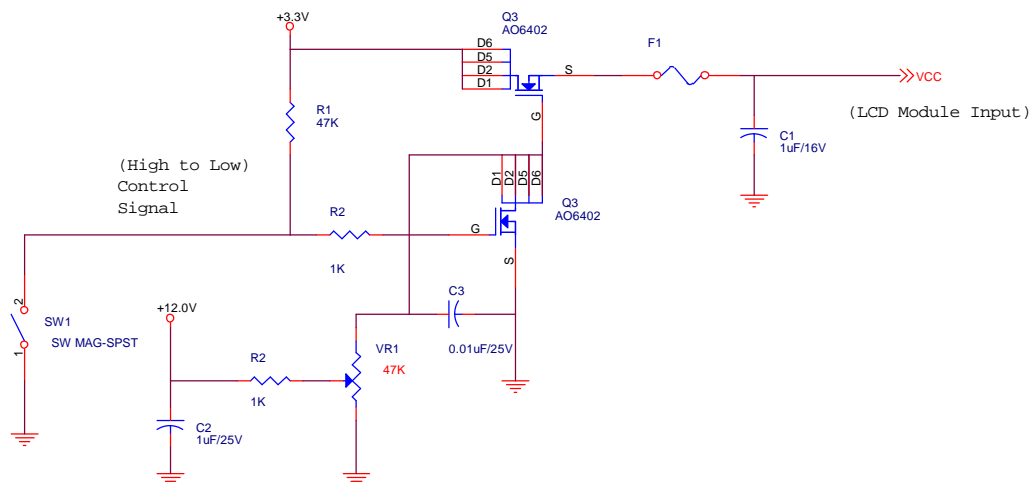 +3.3V
Q3
AO6402
D6
D5
D2
D1
S
G
F1
VCC
(LCD Module Input)
C1
1uF/16V
R1
47K
(High to Low)
Control
Signal
D1
D2
D5
D6
Q3
AO6402
G
S
R2
1K
2
SW1
SW MAG-SPST
1
+12.0V
C3
0.01uF/25V
R2
1K
VR1
47K
C2
1uF/25V